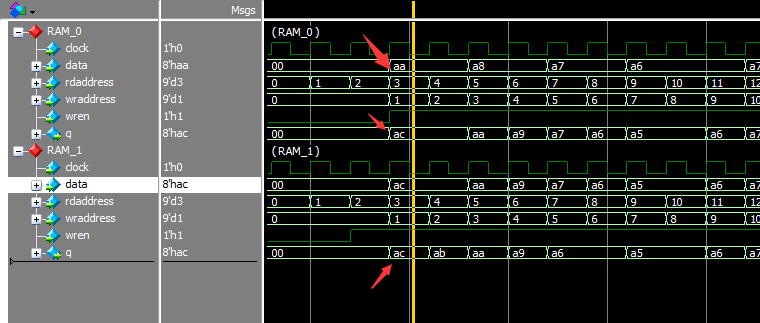 Msgs
RAM_0 (RAM_0)
clock 1'h0
data 8'haa 00 aa a8 a7 a6 a7
rdaddress 9'd3 0 1 2 3 4 5 6 7 8 9 10 11 12
wraddress 9'd1 0 1 2 3 4 5 6 7 8 9 10
wren 1'h1
q 8'hac 00 ac aa a9 a7 a6 a5 a6 a7
RAM_1 (RAM_1)
clock 1'h0
data 8'hac 00 ac aa a9 a7 a6 a5 a6 a7
rdaddress 9'd3 0 1 2 3 4 5 6 7 8 9 10 11 12
wraddress 9'd1 0 1 2 3 4 5 6 7 8 9 10
wren 1'h1
q 8'hac 00 ac ab aa a9 a6 a5 a6 a7